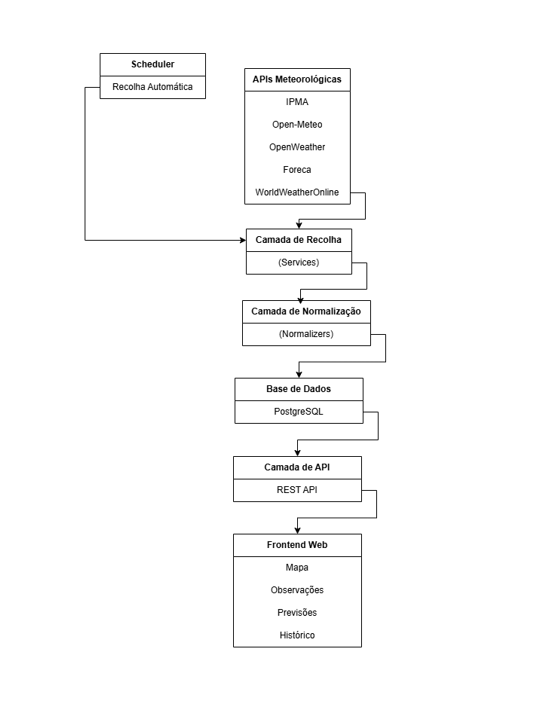 Scheduler
Recolha Automática
APIs Meteorológicas
IPMA
Open-Meteo
OpenWeather
Foreca
WorldWeatherOnline
Camada de Recolha
(Services)
Camada de Normalização
(Normalizers)
Base de Dados
PostgreSQL
Camada de API
REST API
Frontend Web
Mapa
Observações
Previsões
Histórico